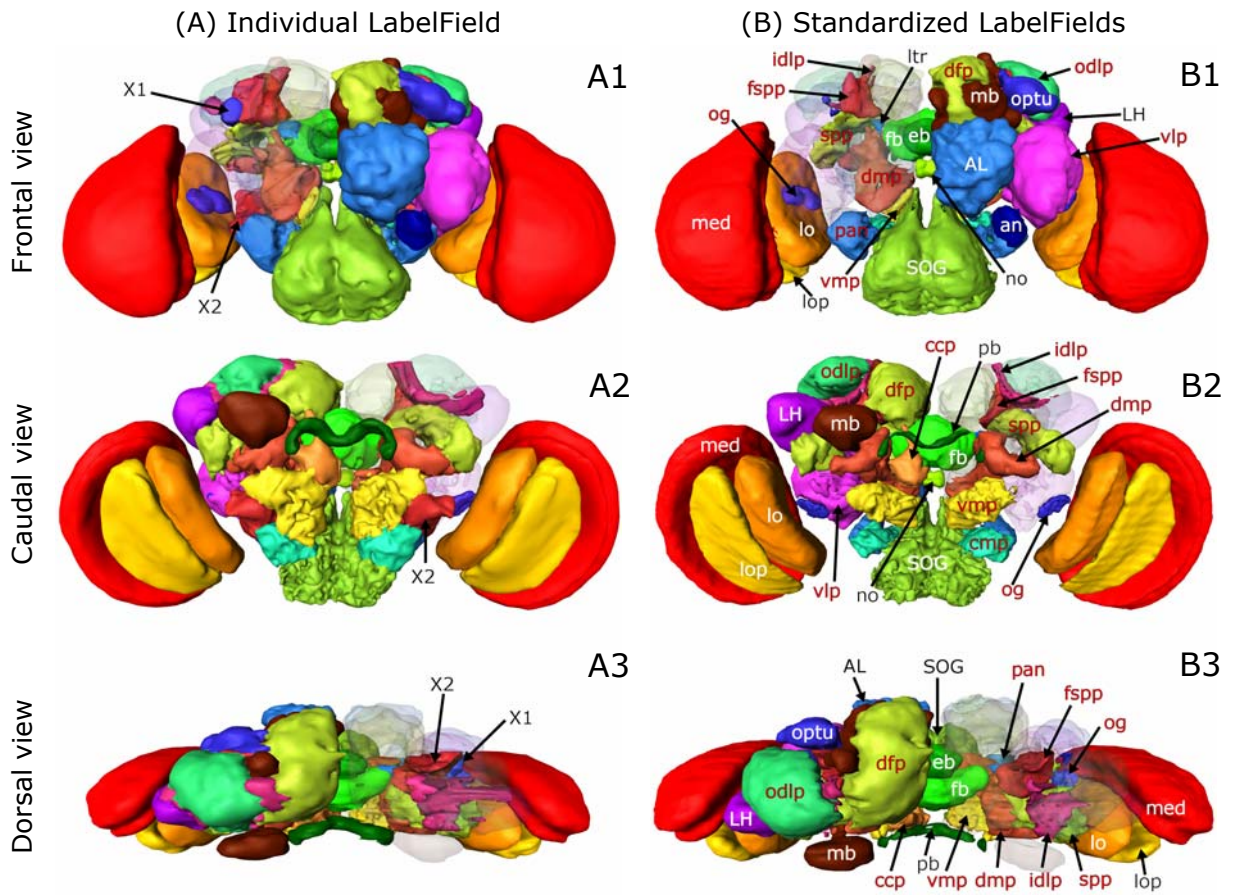 (A) Individual LabelField
(B) Standardized LabelFields
Frontal view
A1
X1
X2
B1
idlp
ltr
dfp
odlp
fspp
mb
optu
og
LH
spp
fb
eb
AL
vlp
dmp
med
lo
pan
an
SOG
vmp
lop
no
Caudal view
A2
X2
B2
ccp
pb
idlp
odlp
dfp
fspp
dmp
LH
mb
spp
med
fb
lo
vmp
cmp
lop
SOG
vlp
no
og
Dorsal view
A3
X2
X1
B3
AL
SOG
pan
fspp
og
optu
dfp
eb
odlp
fb
med
LH
lo
mb
pb
lop
ccp
vmp
dmp
idlp
spp